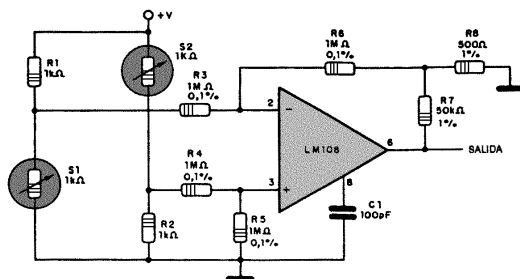 +V
R1
1kΩ
S2
1KΩ
R3
1MΩ
0,1%
R6
1MΩ
0,1%
R8
500Ω
1%
R7
50kΩ
1%
2
−
LM108
6
SALIDA
S1
1kΩ
R4
1MΩ
0,1%
3
+
8
R2
1kΩ
R5
1MΩ
0,1%
C1
100pF